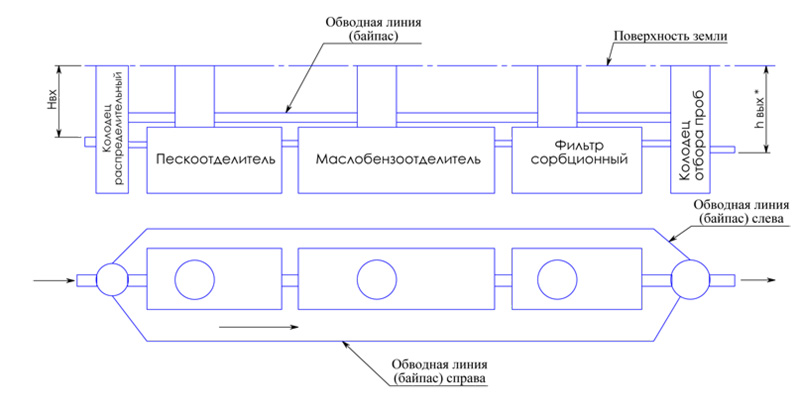 Обводная линия
(байпас)
Поверхность земли
Hвх
Колодец
распределительный
Пескоотделитель
Маслобензоотделитель
Фильтр
сорбционный
Колодец
отбора проб
h вых *
Обводная линия
(байпас) слева
Обводная линия
(байпас) справа